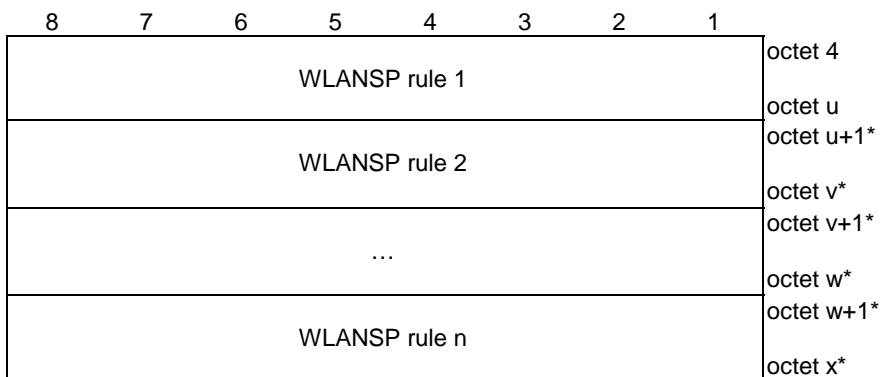 8 7 6 5 4 3 2 1
octet 4
WLANSP rule 1
octet u
octet u+1*
WLANSP rule 2
octet v*
octet v+1*
…
octet w*
octet w+1*
WLANSP rule n
octet x*